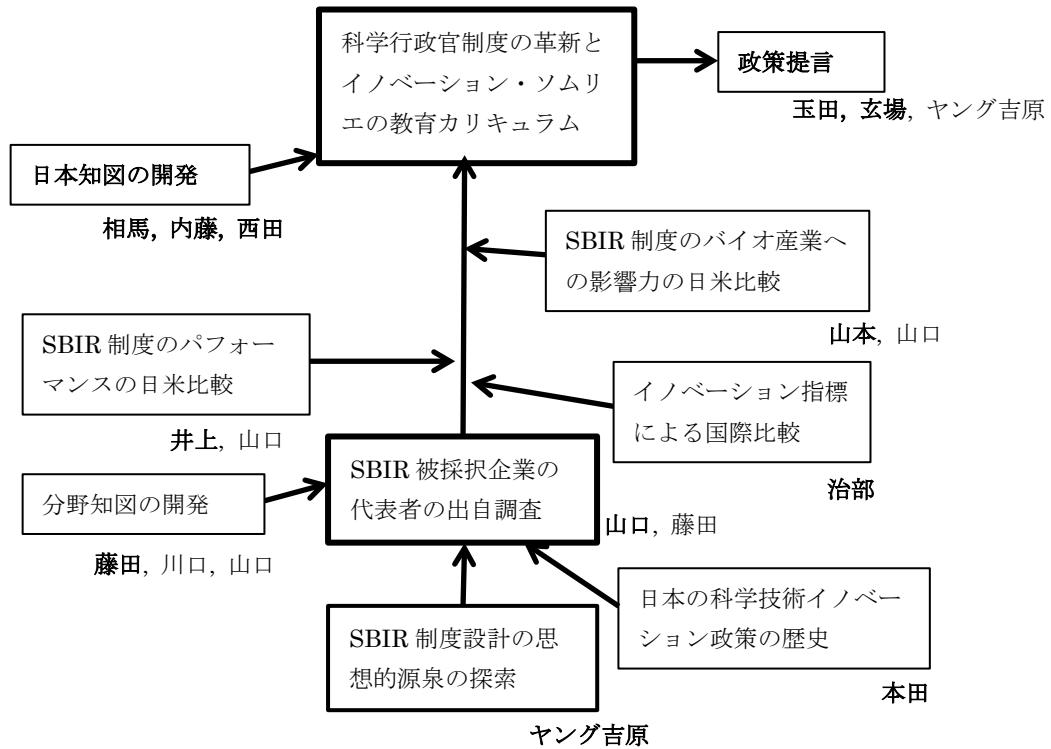 科学行政官制度の革新と
イノベーション・ソムリ
エの教育カリキュラム
政策提言
玉田, 玄場, ヤング吉原
日本知図の開発
相馬, 内藤, 西田
SBIR 制度のバイオ産業へ
の影響力の日米比較
山本, 山口
SBIR 制度のパフォー
マンスの日米比較
井上, 山口
イノベーション指標
による国際比較
治部
SBIR 被採択企業の
代表者の出自調査
山口, 藤田
分野知図の開発
藤田, 川口, 山口
日本の科学技術イノベー
ション政策の歴史
本田
SBIR 制度設計の思
想的源泉の探索
ヤング吉原